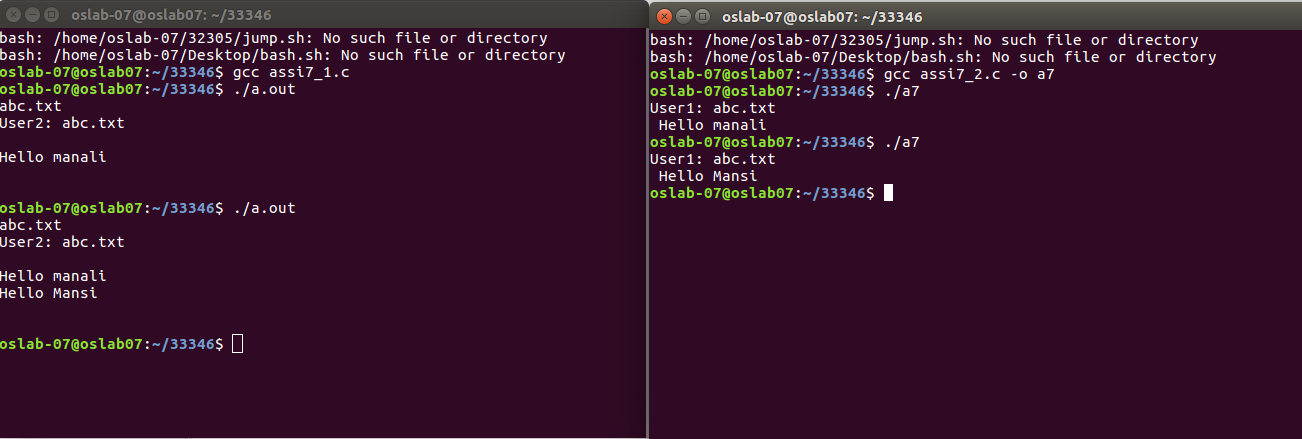 oslab-07@oslab07: ~/33346
bash: /home/oslab-07/32305/jump.sh: No such file or directory
bash: /home/oslab-07/Desktop/bash.sh: No such file or directory
oslab-07@oslab07:~/33346$ gcc assi7_1.c
oslab-07@oslab07:~/33346$ ./a.out
abc.txt
User2: abc.txt
Hello manali
oslab-07@oslab07:~/33346$ ./a.out
abc.txt
User2: abc.txt
Hello manali
Hello Mansi
oslab-07@oslab07:~/33346$
oslab-07@oslab07: ~/33346
bash: /home/oslab-07/32305/jump.sh: No such file or directory
bash: /home/oslab-07/Desktop/bash.sh: No such file or directory
oslab-07@oslab07:~/33346$ gcc assi7_2.c -o a7
oslab-07@oslab07:~/33346$ ./a7
User1: abc.txt
Hello manali
oslab-07@oslab07:~/33346$ ./a7
User1: abc.txt
Hello Mansi
oslab-07@oslab07:~/33346$